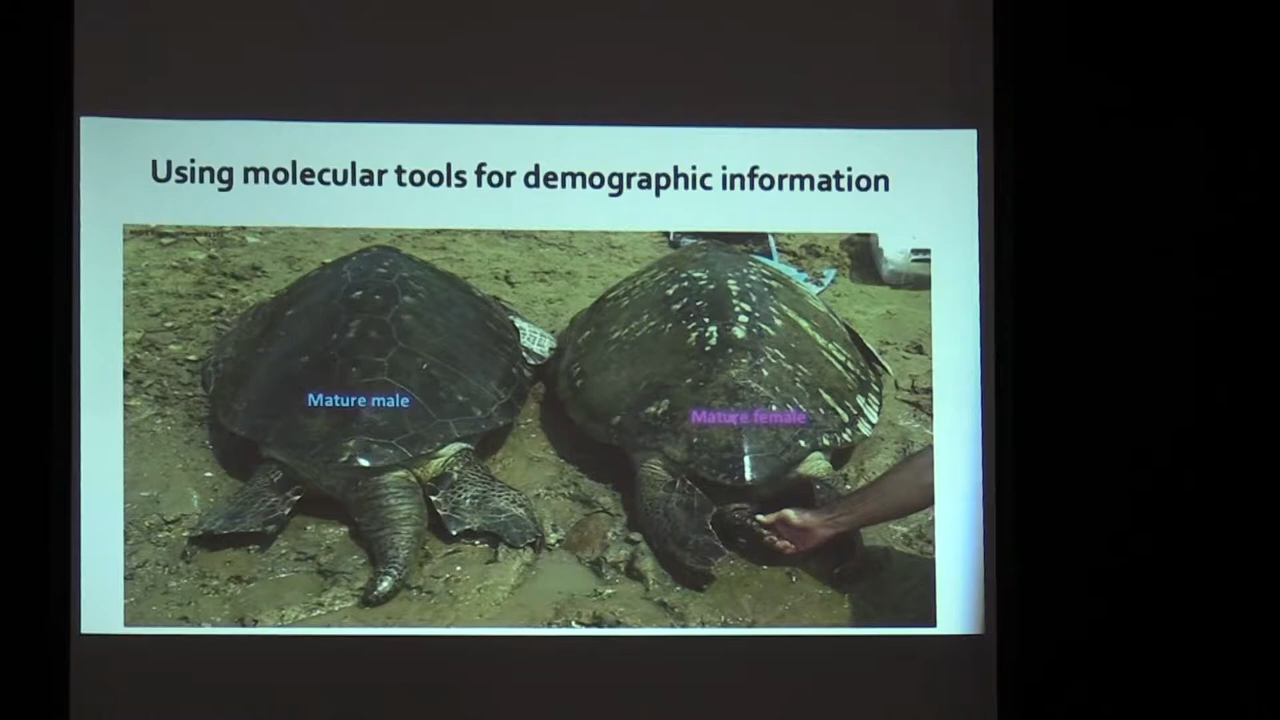 Using molecular tools for demographic information
Mature male
Mature female